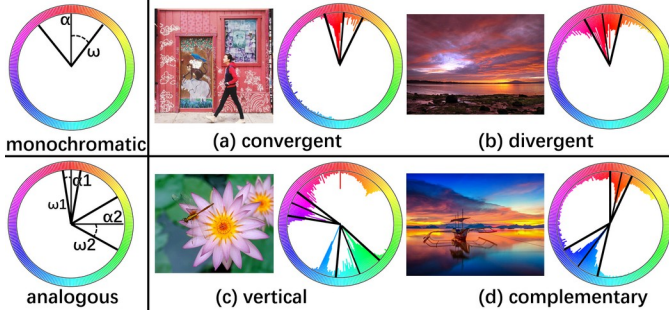 α
ω
monochromatic
(a) convergent
(b) divergent
α1
ω1
α2
ω2
analogous
(c) vertical
(d) complementary